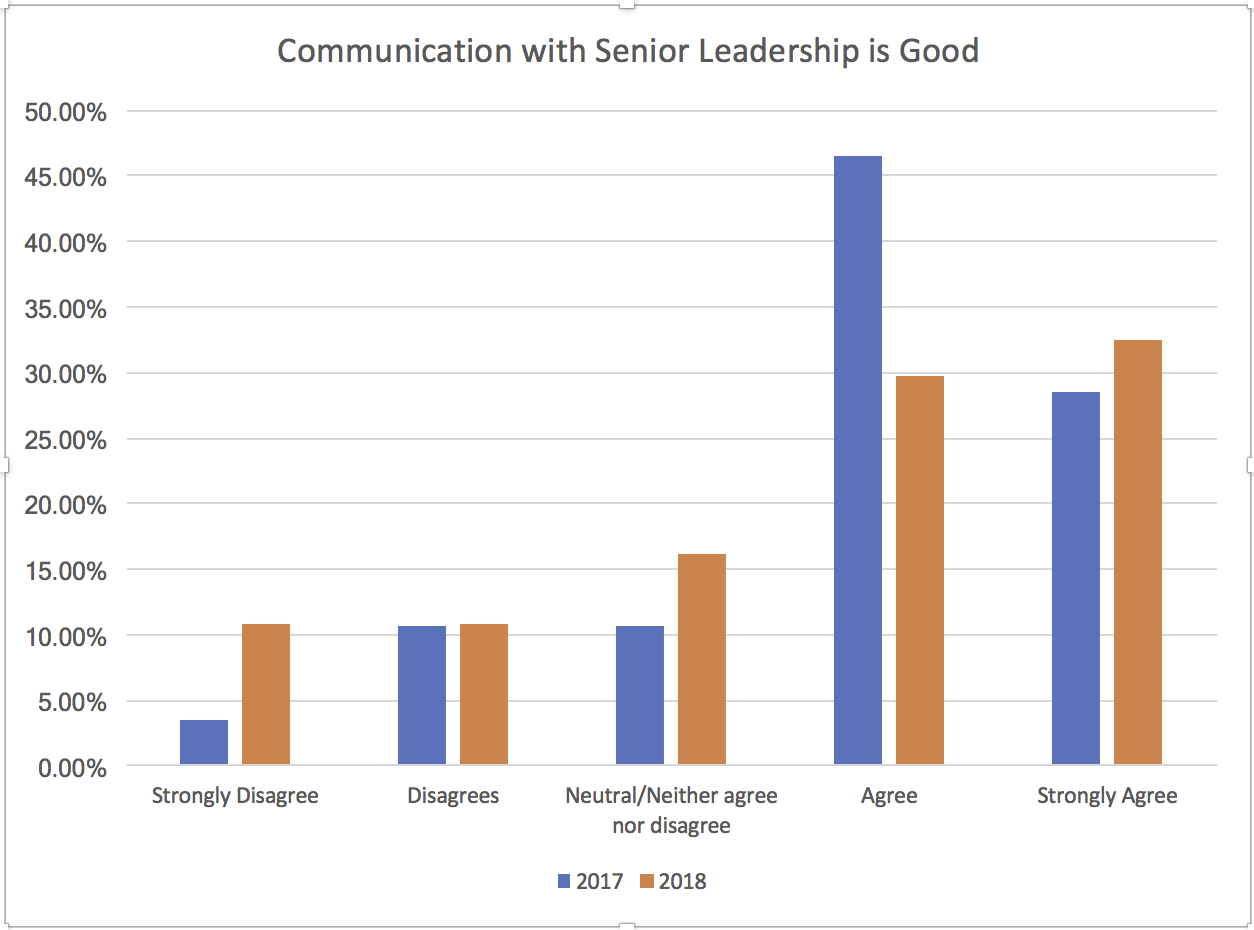 Communication with Senior Leadership is Good
50.00%
45.00%
40.00%
35.00%
30.00%
25.00%
20.00%
15.00%
10.00%
5.00%
0.00%
Strongly Disagree
Disagrees
Neutral/Neither agree
nor disagree
Agree
Strongly Agree
2017
2018